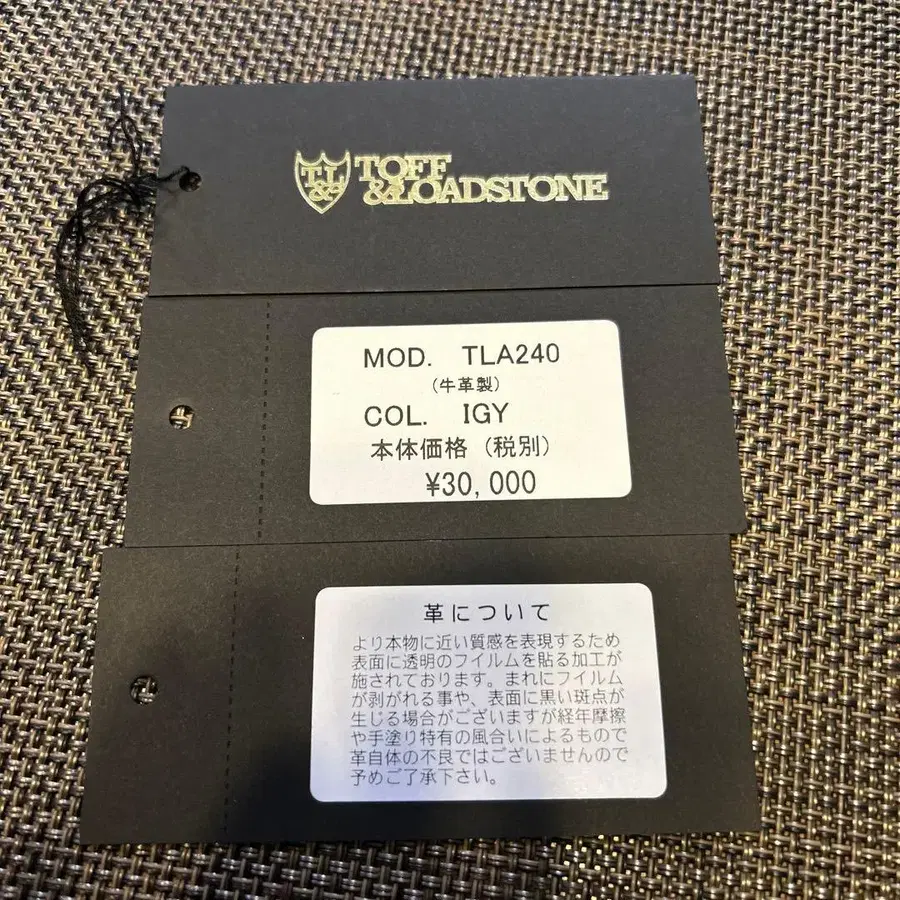 T.L
&
TOFF
&LOADSTONE
MOD. TLA240
(牛革製)
COL. IGY
本体価格(税別)
¥30,000
革について
より本物に近い質感を表現するため
表面に透明のフイルムを貼る加工が
施されております。まれにフイルム
が剥がれる事や、表面に黒い斑点が
生じる場合がございますが経年摩擦
や手塗り特有の風合いによるもので
革自体の不良ではございませんので
予めご了承下さい。